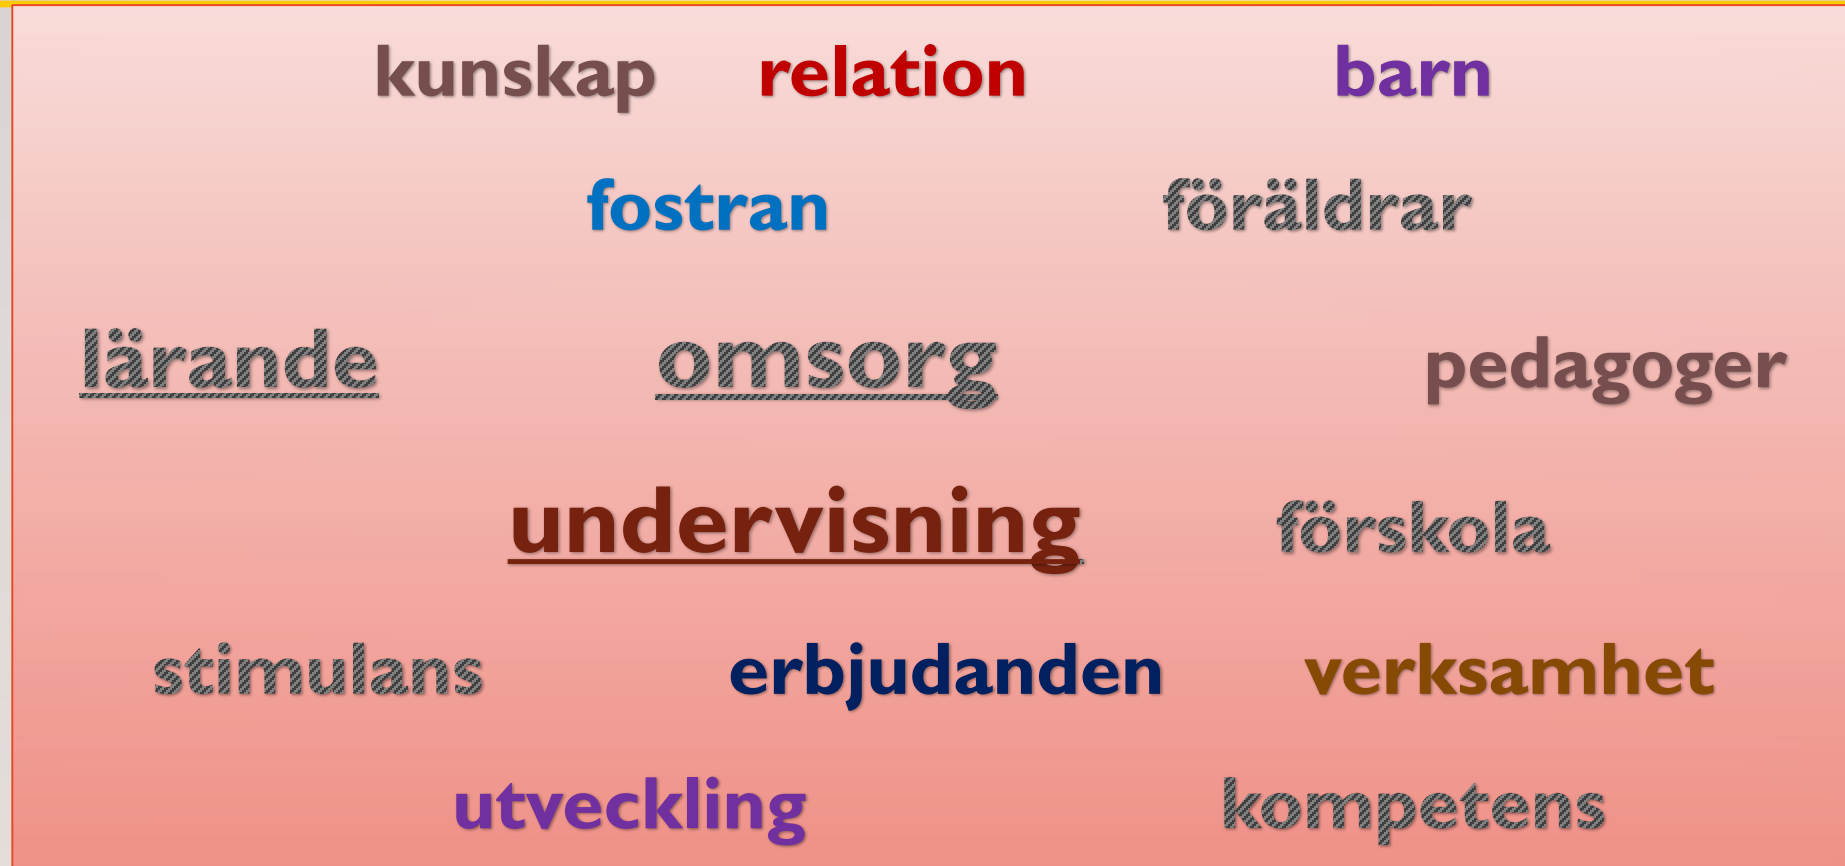 kunskap relation barn
fostran föräldrar
lärande omsorg pedagoger
undervisning förskola
stimulans erbjudanden verksamhet
utveckling kompetens